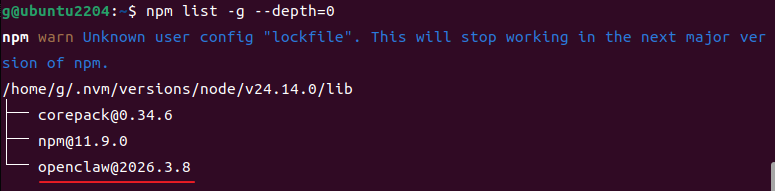 g@ubuntu2204:~$ npm list -g --depth=0
npm warn Unknown user config "lockfile". This will stop working in the next major ver
sion of npm.
/home/g/.nvm/versions/node/v24.14.0/lib
├── corepack@0.34.6
├── npm@11.9.0
└── openclaw@2026.3.8